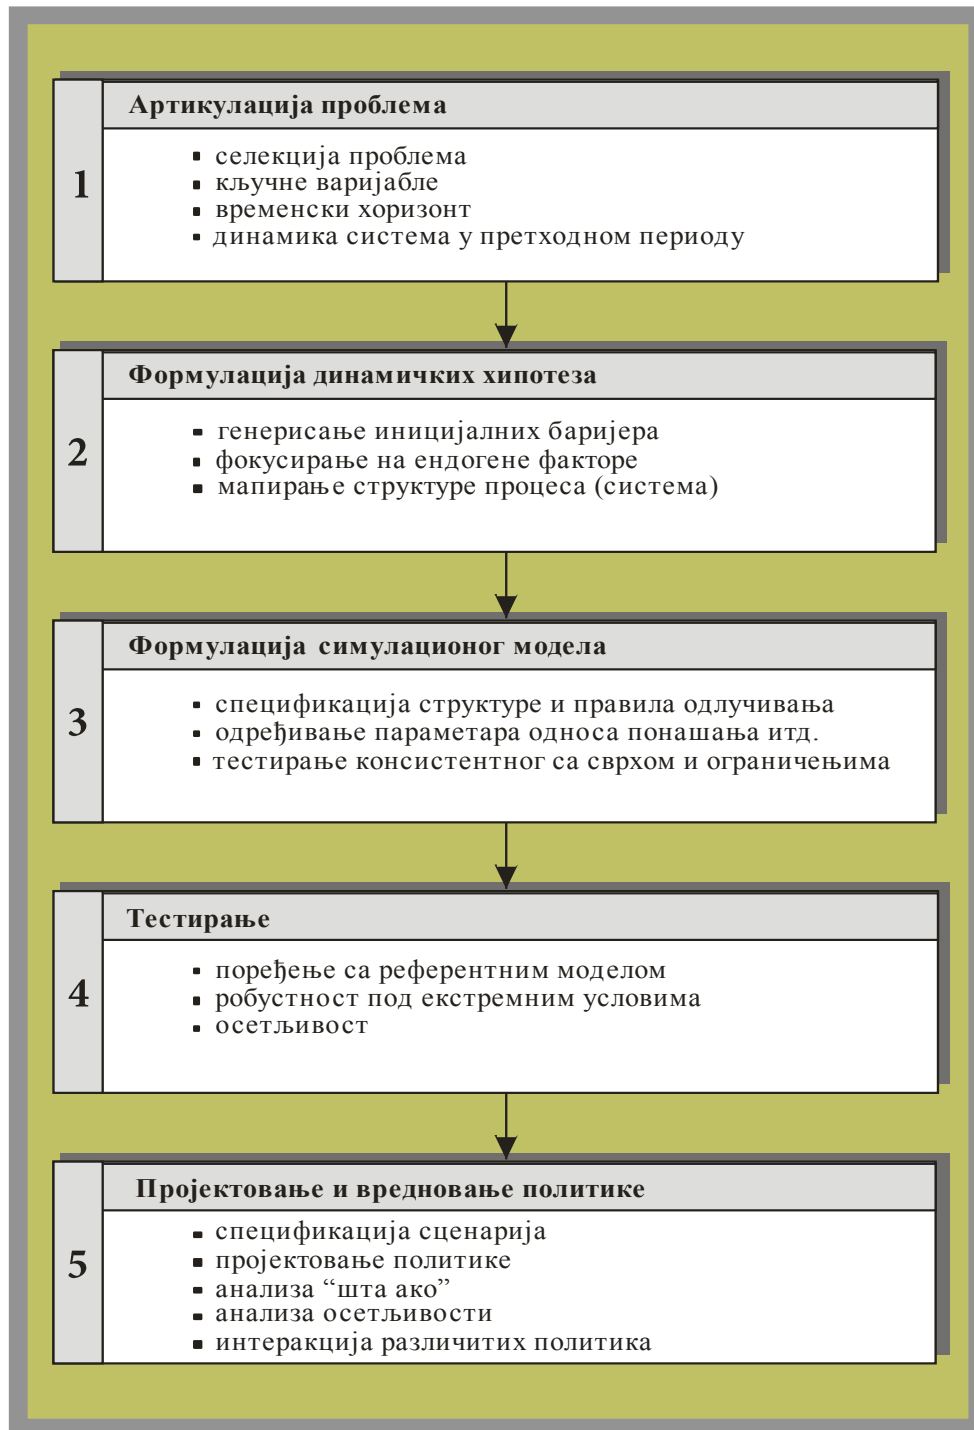 1
Артикулација проблема
▪ селекција проблема
▪ кључне варијабле
▪ временски хоризонт
▪ динамика система у претходном периоду
2
Формулација динамичких хипотеза
▪ генерисање иницијалних баријера
▪ фокусирање на ендогене факторе
▪ мапирање структуре процеса (система)
3
Формулација симулационог модела
▪ спецификација структуре и правила одлучивања
▪ одређивање параметара односа понашања итд.
▪ тестирање консистентног са сврхом и ограничењима
4
Тестирање
▪ поређење са референтним моделом
▪ робустност под екстремним условима
▪ осетљивост
5
Пројектовање и вредновање политике
▪ спецификација сценарија
▪ пројектовање политике
▪ анализа “шта ако”
▪ анализа осетљивости
▪ интеракција различитих политика